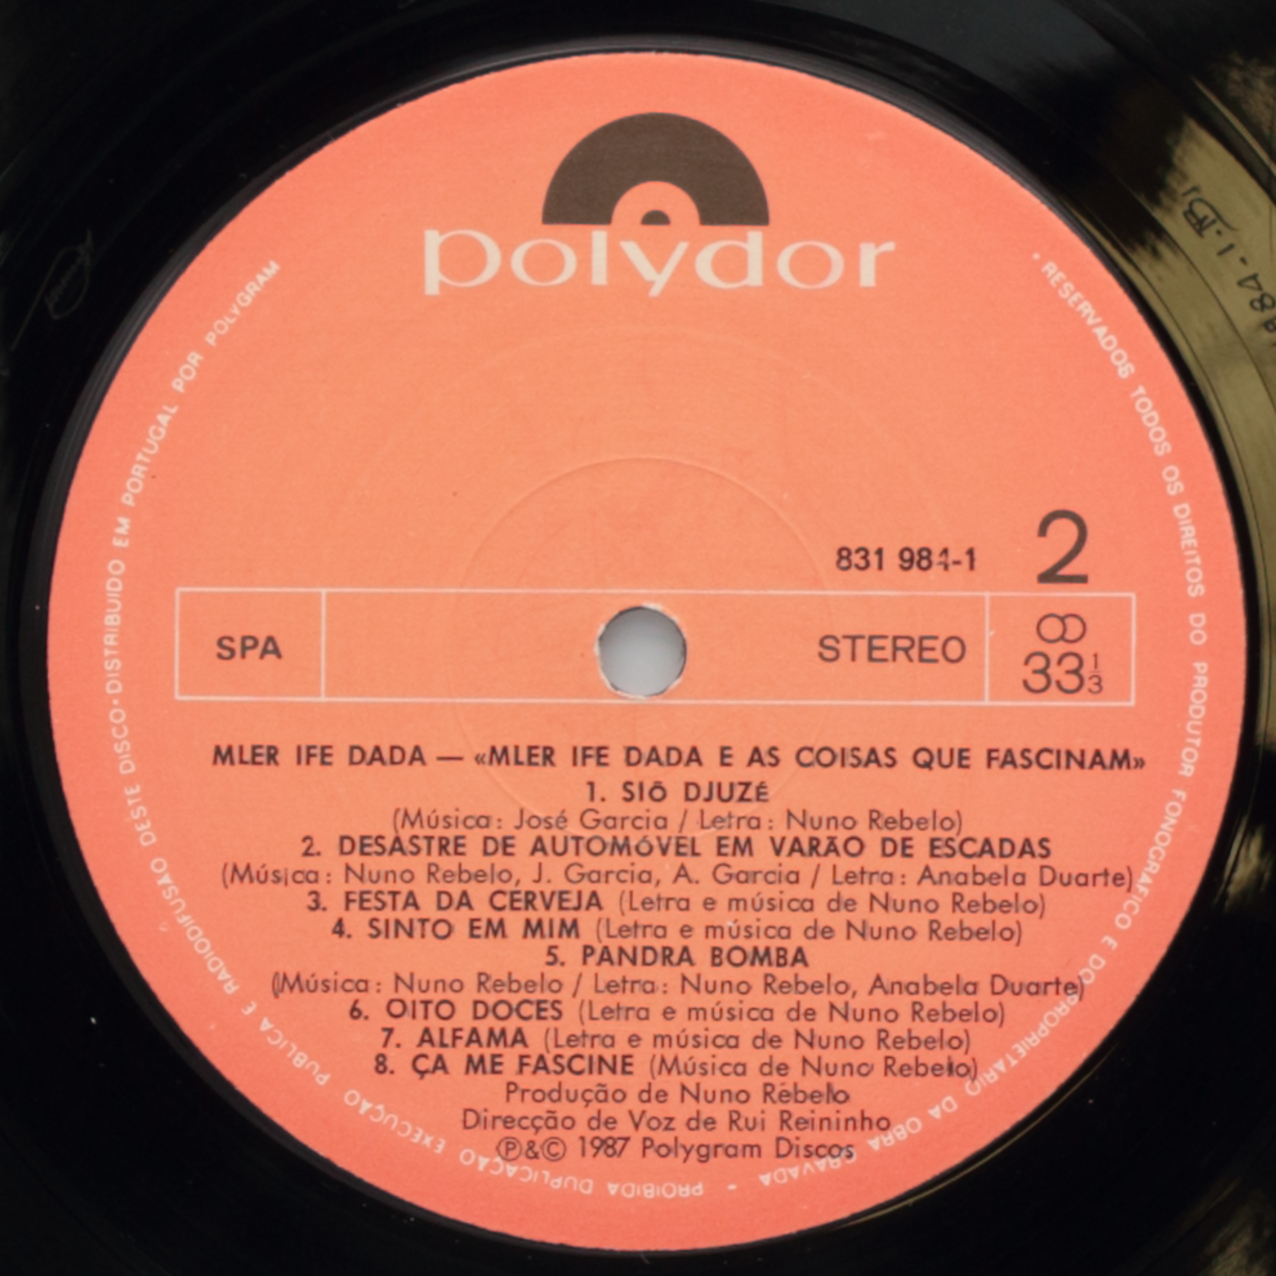 polydor
831 984-1
2
SPA
STEREO
33 1/3
MLER IFE DADA — «MLER IFE DADA E AS COISAS QUE FASCINAM»
1. SIÔ DJUZÉ
(Música: José Garcia / Letra: Nuno Rebelo)
2. DESASTRE DE AUTOMÓVEL EM VARÃO DE ESCADAS
(Música: Nuno Rebelo, J. Garcia, A. Garcia / Letra: Anabela Duarte)
3. FESTA DA CERVEJA (Letra e música de Nuno Rebelo)
4. SINTO EM MIM (Letra e música de Nuno Rebelo)
5. PANDRA BOMBA
(Música: Nuno Rebelo / Letra: Nuno Rebelo, Anabela Duarte)
6. OITO DOCES (Letra e música de Nuno Rebelo)
7. ALFAMA (Letra e música de Nuno Rebelo)
8. ÇA ME FASCINE (Música de Nuno Rebelo)
Produção de Nuno Rebello
Direcção de Voz de Rui Reininho
Ⓟ&© 1987 Polygram Discos
• RESERVADOS TODOS OS DIREITOS DO PRODUTOR FONOGRAFICO E DO PROPRIETARIO DA OBRA GRAVADA - PROIBIDA DUPLICAÇÃO EXECUÇÃO PUBLICA E RADIODIFUSÃO DESTE DISCO • DISTRIBUIDO EM PORTUGAL POR POLYGRAM